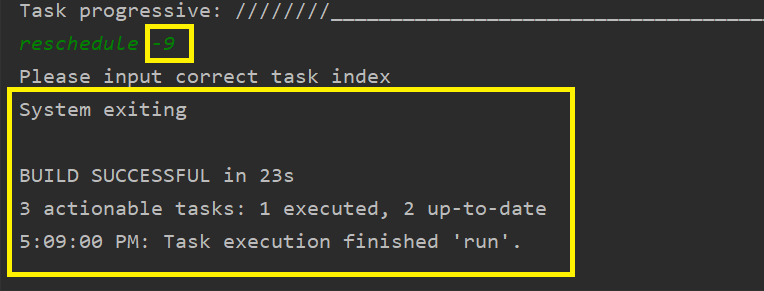 Task progressive: ////////______________________________________
reschedule -9
Please input correct task index
System exiting
BUILD SUCCESSFUL in 23s
3 actionable tasks: 1 executed, 2 up-to-date
5:09:00 PM: Task execution finished 'run'.